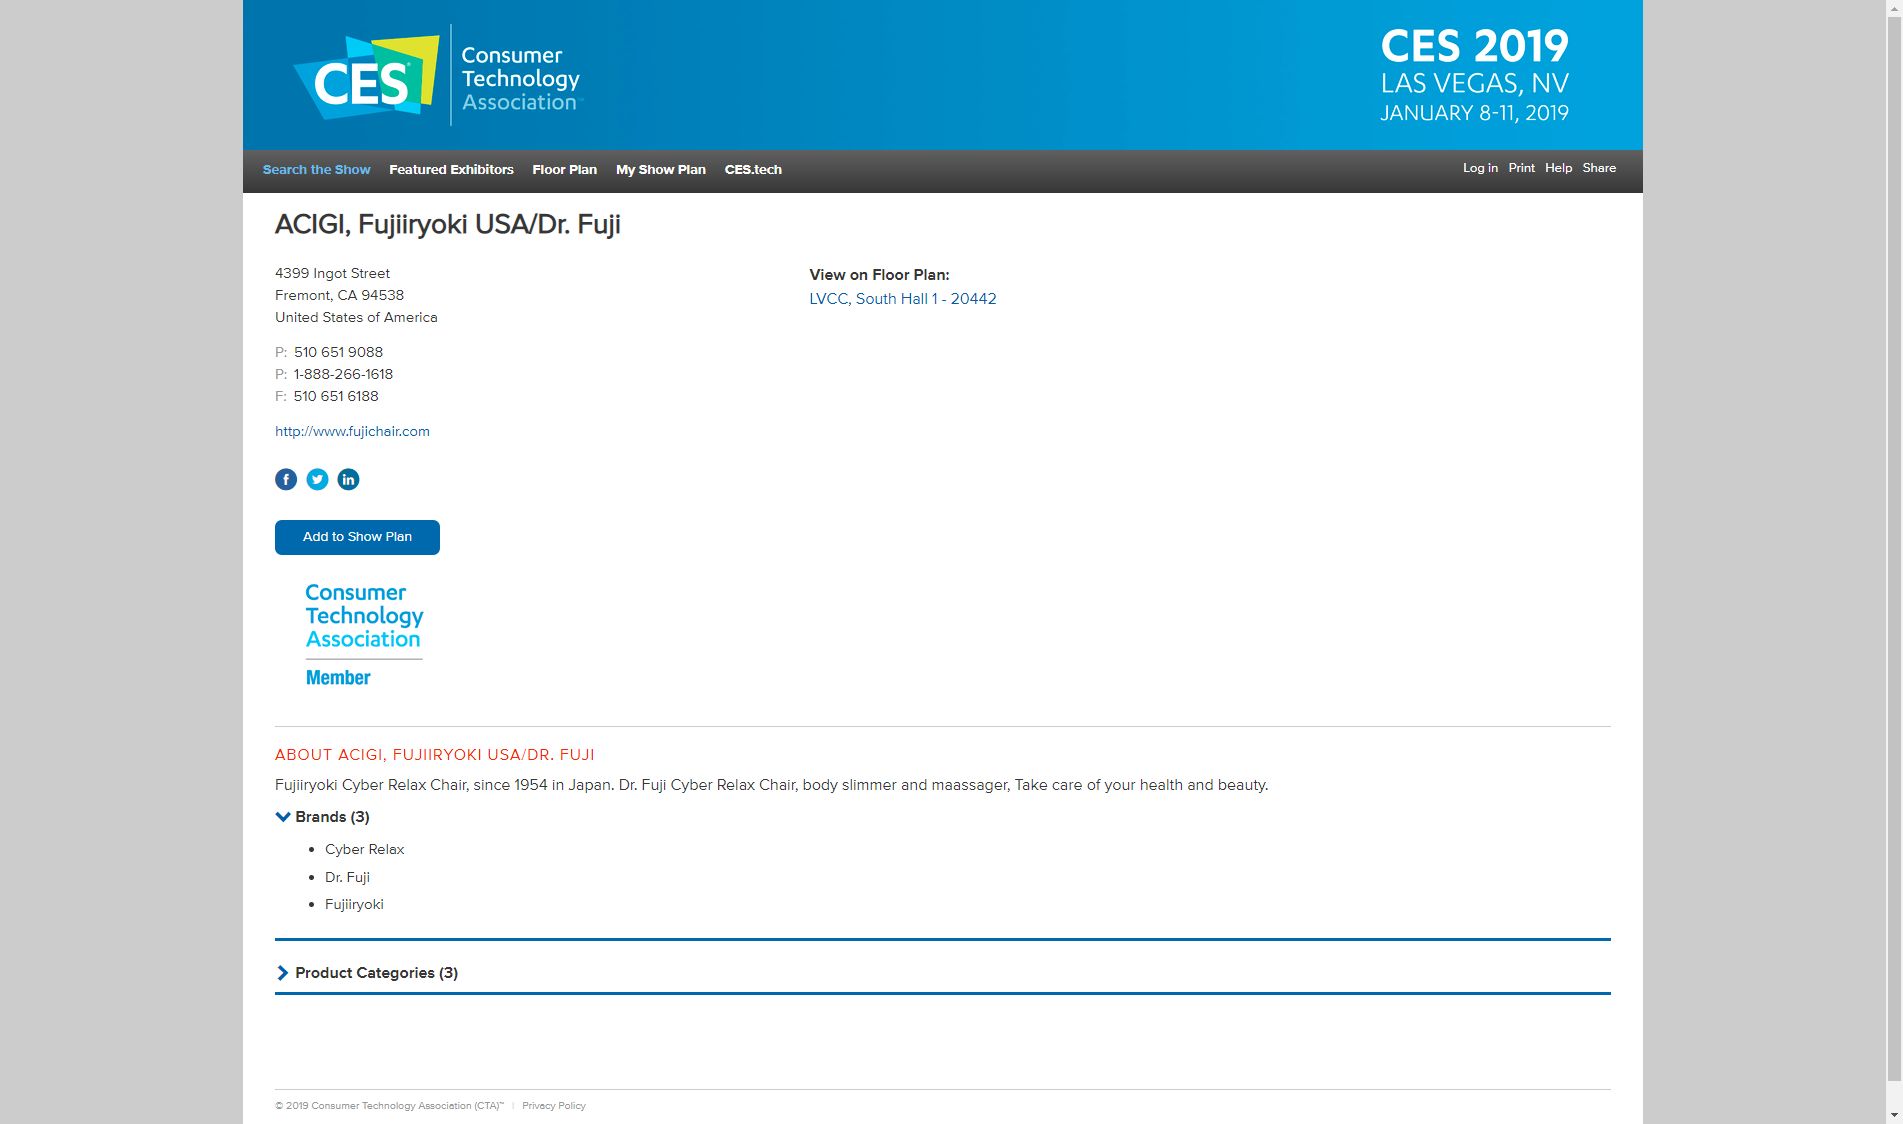 CES®
Consumer
Technology
Association™
CES 2019
LAS VEGAS, NV
JANUARY 8-11, 2019
Search the Show Featured Exhibitors Floor Plan My Show Plan CES.tech Log in Print Help Share
ACIGI, Fujiiryoki USA/Dr. Fuji
4399 Ingot Street
Fremont, CA 94538
United States of America
P: 510 651 9088
P: 1-888-266-1618
F: 510 651 6188
http://www.fujichair.com
View on Floor Plan:
LVCC, South Hall 1 - 20442
f in
Add to Show Plan
Consumer
Technology
Association
Member
ABOUT ACIGI, FUJIIRYOKI USA/DR. FUJI
Fujiiryoki Cyber Relax Chair, since 1954 in Japan. Dr. Fuji Cyber Relax Chair, body slimmer and maassager, Take care of your health and beauty.
Brands (3)
• Cyber Relax
• Dr. Fuji
• Fujiiryoki
Product Categories (3)
© 2019 Consumer Technology Association (CTA)™ | Privacy Policy